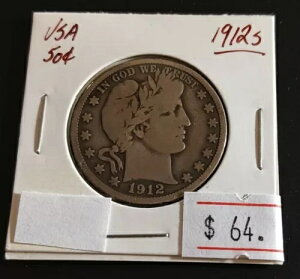 USA
50¢
1912s
IN GOD WE TRUST
1912
$ 64.